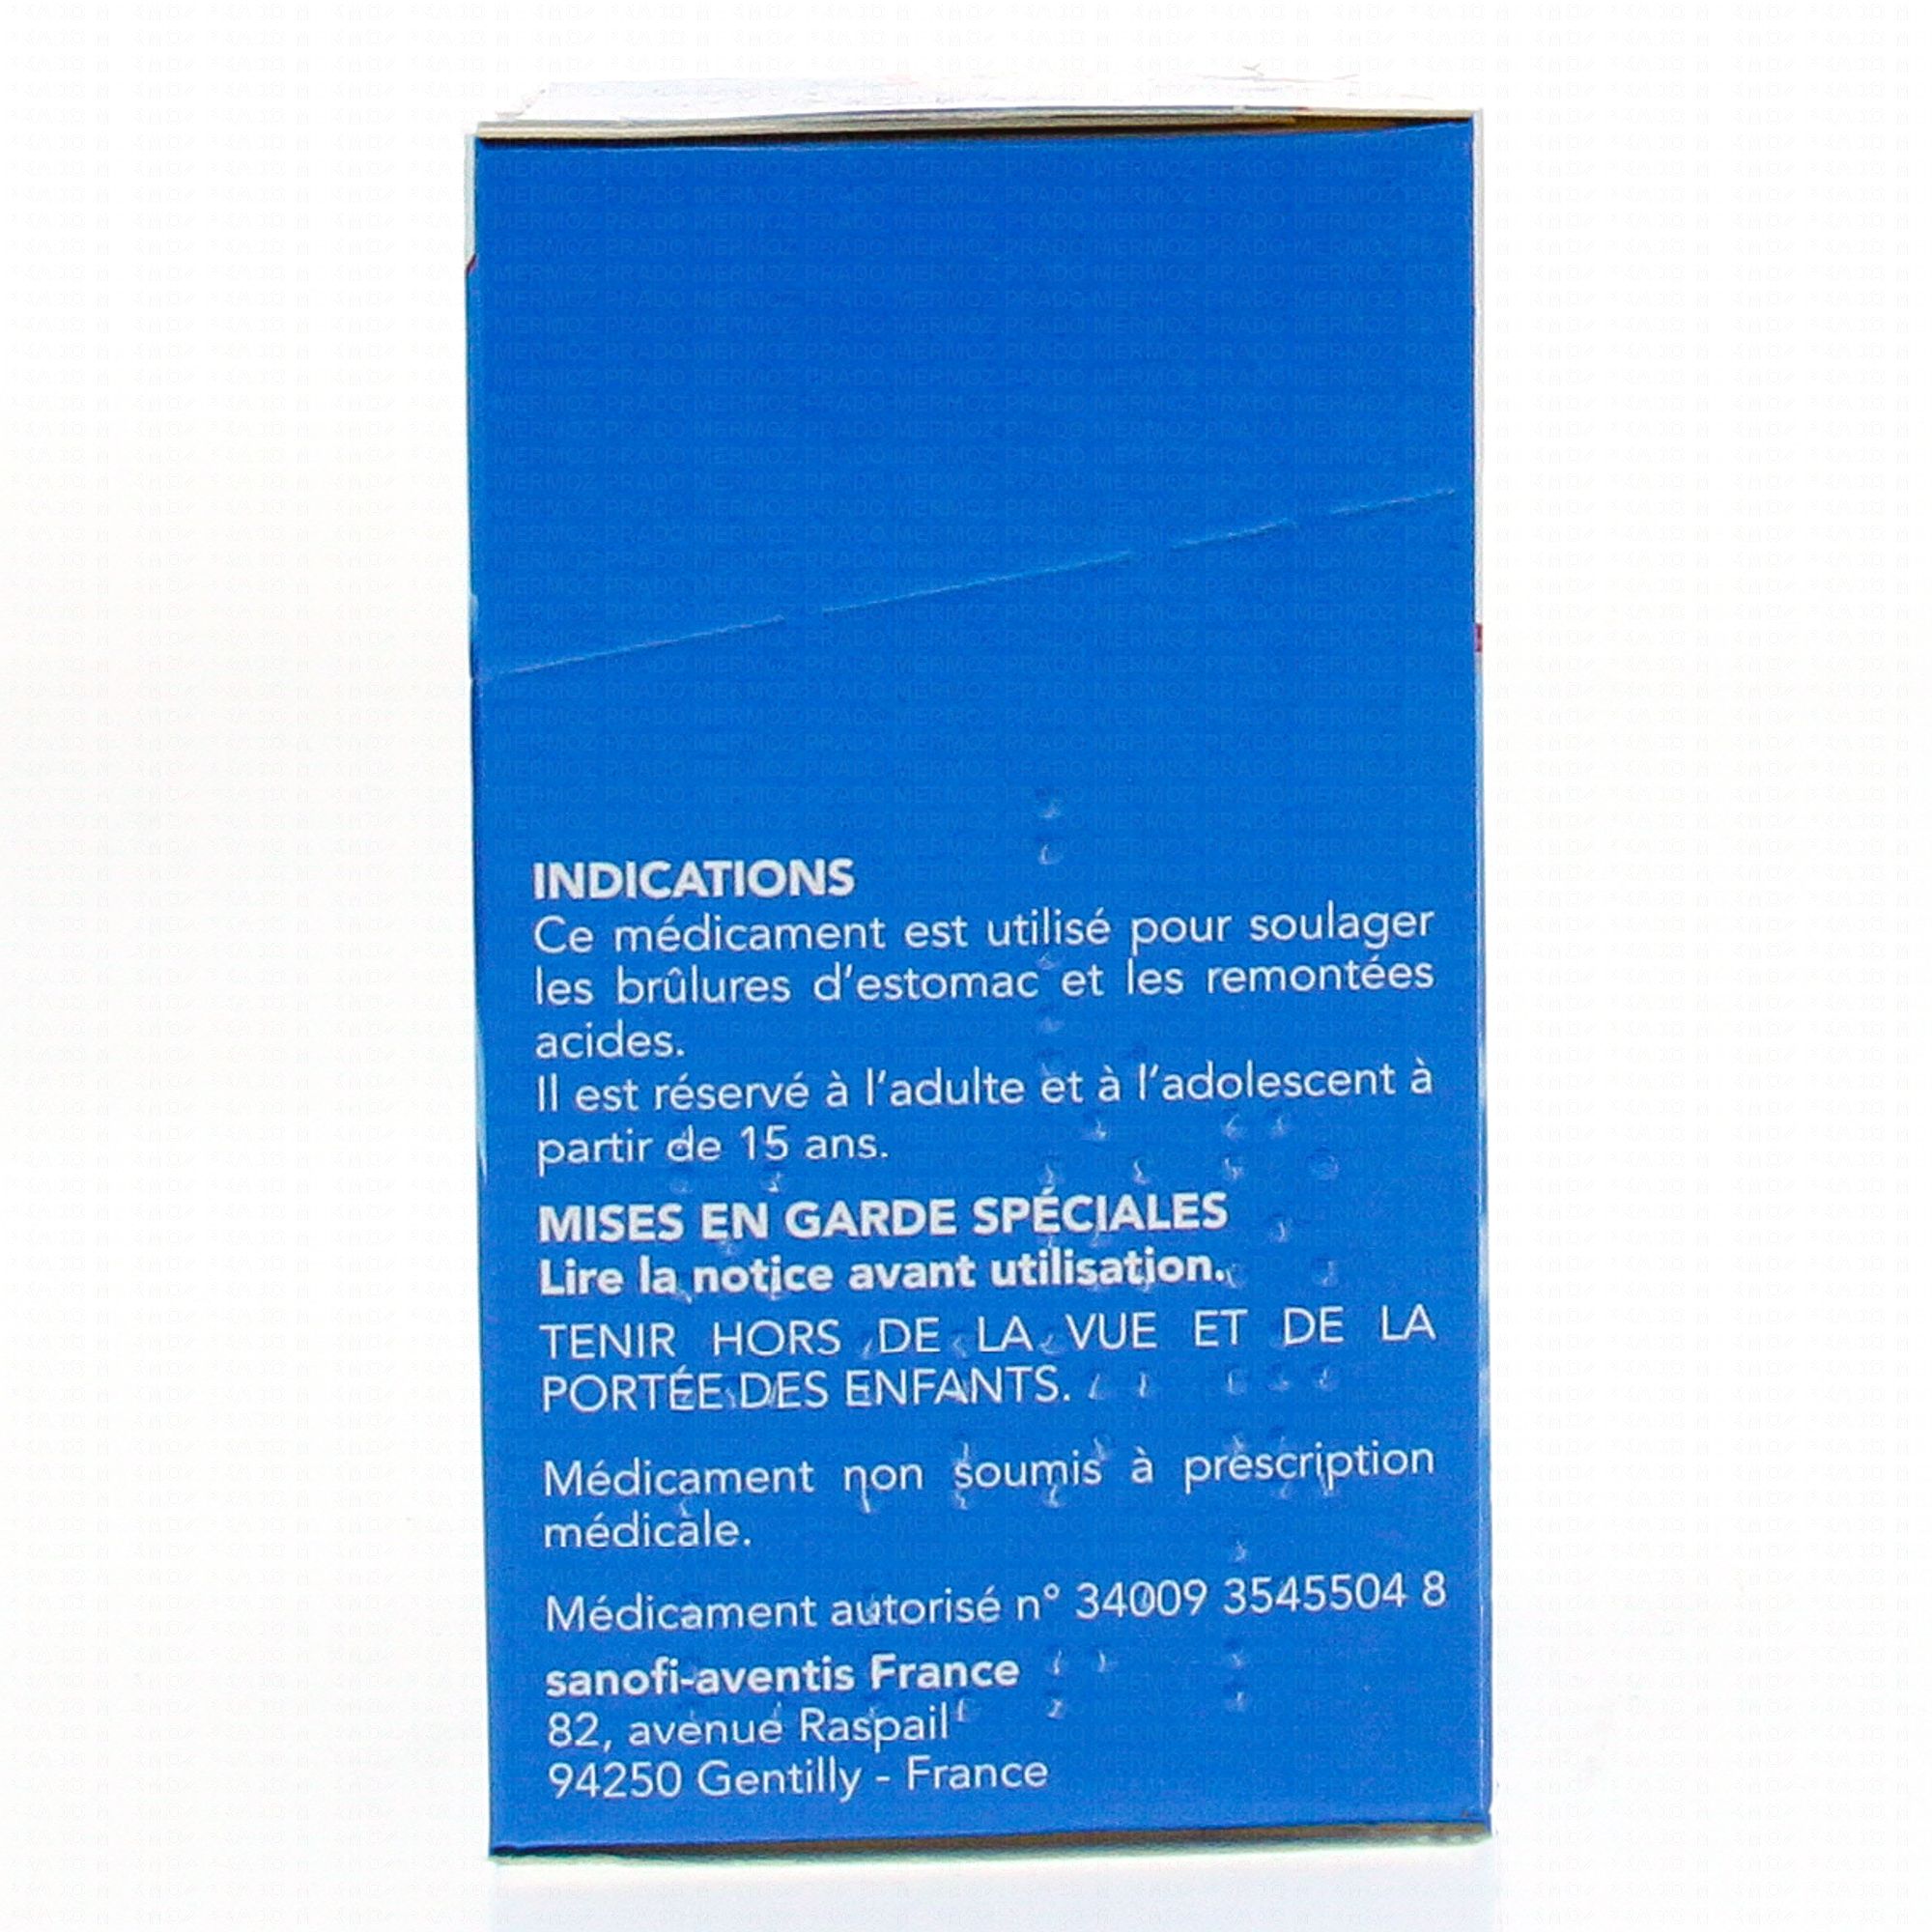 INDICATIONS
Ce médicament est utilisé pour soulager
les brûlures d'estomac et les remontées
acides.
Il est réservé à l'adulte et à l'adolescent à
partir de 15 ans.
MISES EN GARDE SPÉCIALES
Lire la notice avant utilisation.
TENIR HORS DE LA VUE ET DE LA
PORTÉE DES ENFANTS.
Médicament non soumis à prescription
médicale.
Médicament autorisé n° 34009 3545504 8
sanofi-aventis France
82, avenue Raspail
94250 Gentilly - France